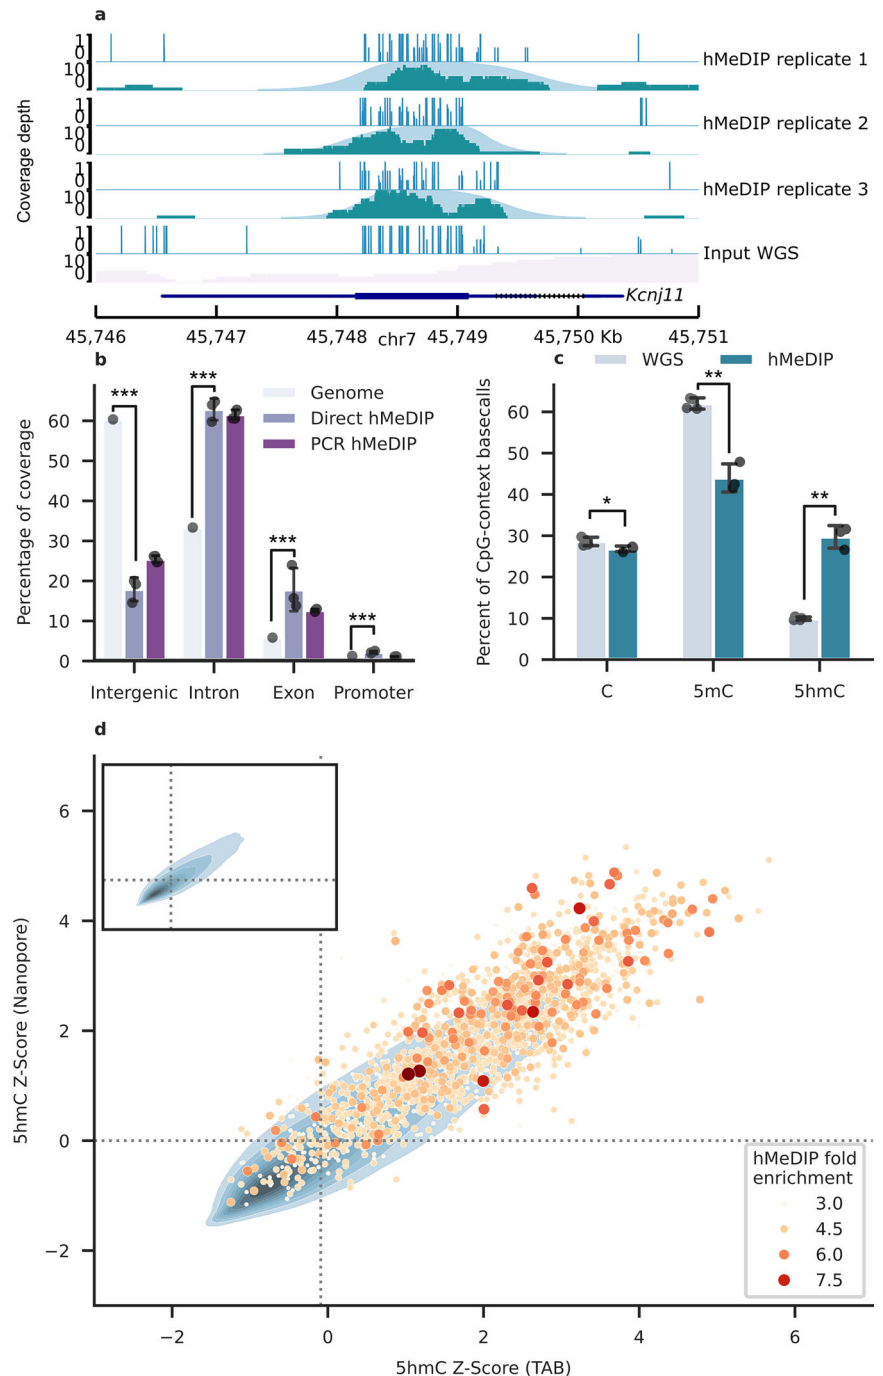 a
1
0
hMeDIP replicate 1
10
0
1
0
hMeDIP replicate 2
10
0
Coverage depth
1
0
hMeDIP replicate 3
10
0
1
0
Input WGS
10
0
Kcnj11
45,746 45,747 45,748 chr7 45,749 45,750 Kb 45,751
b
Percentage of coverage
60
50
40
30
20
10
0
Genome
Direct hMeDIP
PCR hMeDIP
***
***
***
***
Intergenic Intron Exon Promoter
c
WGS hMeDIP
Percent of CpG-context basecalls
60
50
40
30
20
10
0
*
**
**
C 5mC 5hmC
d
5hmC Z-Score (Nanopore)
6
4
2
0
−2
hMeDIP fold
enrichment
3.0
4.5
6.0
7.5
−2 0 2 4 6
5hmC Z-Score (TAB)